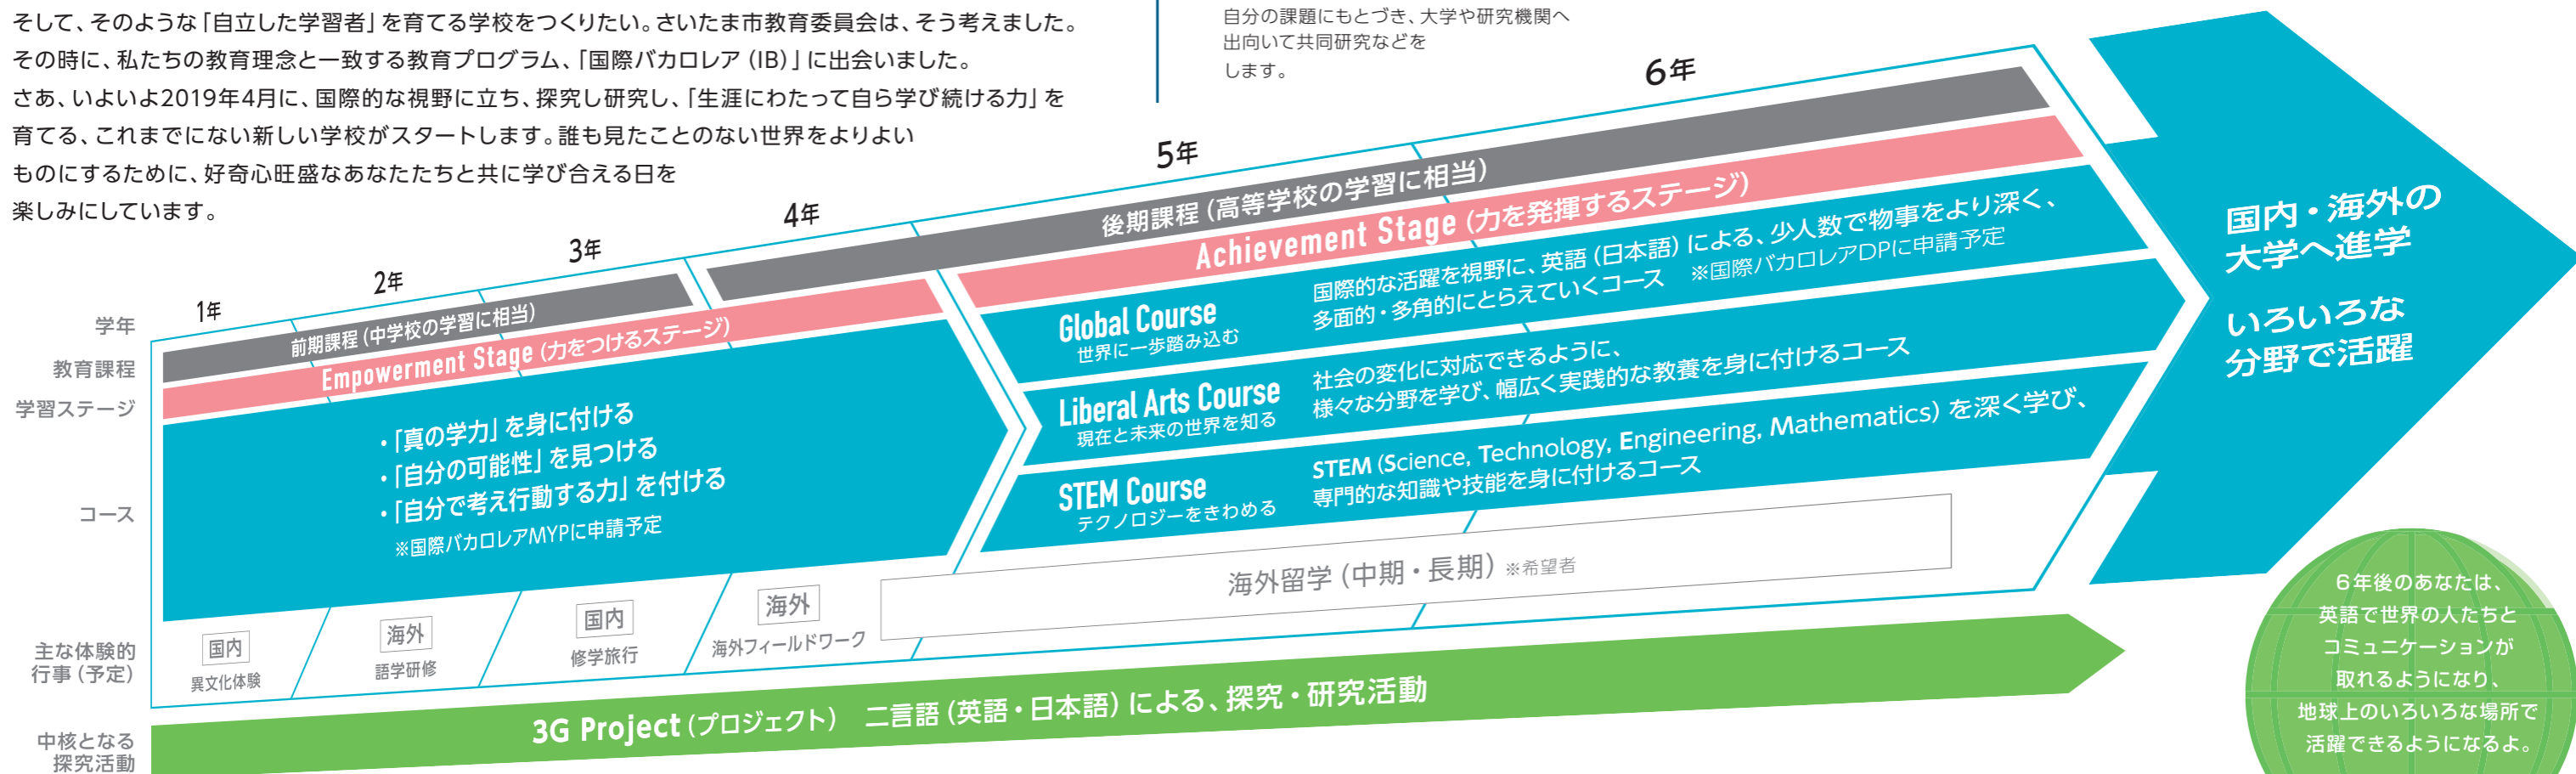 そして、そのような「自立した学習者」を育てる学校をつくりたい。さいたま市教育委員会は、そう考えました。
その時に、私たちの教育理念と一致する教育プログラム、「国際バカロレア（IB）」に出会いました。
さあ、いよいよ2019年4月に、国際的な視野に立ち、探究し研究し、「生涯にわたって自ら学び続ける力」を
育てる、これまでにない新しい学校がスタートします。誰も見たことのない世界をよりよい
ものにするために、好奇心旺盛なあなたたちと共に学び合える日を
楽しみにしています。
自分の課題にもとづき、大学や研究機関へ
出向いて共同研究などを
します。
学年
1年
2年
3年
4年
5年
6年
教育課程
前期課程（中学校の学習に相当）
後期課程（高等学校の学習に相当）
学習ステージ
Empowerment Stage（力をつけるステージ）
Achievement Stage（力を発揮するステージ）
コース
・「真の学力」を身に付ける
・「自分の可能性」を見つける
・「自分で考え行動する力」を付ける
※国際バカロレアMYPに申請予定
Global Course
世界に一歩踏み込む
国際的な活躍を視野に、英語（日本語）による、少人数で物事をより深く、
多面的・多角的にとらえていくコース ※国際バカロレアDPに申請予定
Liberal Arts Course
現在と未来の世界を知る
社会の変化に対応できるように、
様々な分野を学び、幅広く実践的な教養を身に付けるコース
STEM Course
テクノロジーをきわめる
STEM（Science, Technology, Engineering, Mathematics）を深く学び、
専門的な知識や技能を身に付けるコース
主な体験的
行事（予定）
国内
異文化体験
海外
語学研修
国内
修学旅行
海外
海外フィールドワーク
海外留学（中期・長期）※希望者
中核となる
探究活動
3G Project（プロジェクト） 二言語（英語・日本語）による、探究・研究活動
国内・海外の
大学へ進学
いろいろな
分野で活躍
6年後のあなたは、
英語で世界の人たちと
コミュニケーションが
取れるようになり、
地球上のいろいろな場所で
活躍できるようになるよ。